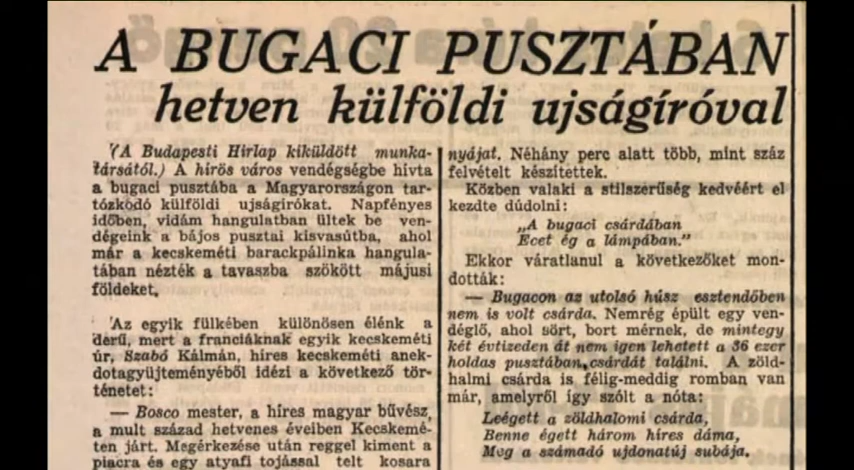 A BUGACI PUSZTÁBAN
hetven külföldi ujságíróval
(A Budapesti Hirlap kiküldött munka-
társától.) A hirös város vendégségbe hívta
a bugaci pusztába a Magyarországon tar-
tózkodó külföldi ujságirókat. Napfényes
időben, vidám hangulatban ültek be ven-
dégeink a bájos pusztai kisvasútba, ahol
már a kecskeméti barackpálinka hangula-
tában nézték a tavaszba szökött májusi
földeket.
Az egyik fülkében különösen élénk a
derű, mert a franciáknak egyik kecskeméti
úr, Szabó Kálmán, híres kecskeméti anek-
dotagyüjteményéből idézi a következő tör-
ténetet:
— Bosco mester, a híres magyar bűvész,
a mult század hetvenes éveiben Kecskemé-
ten járt. Megérkezése után reggel kiment a
piacra és egy atyafi tojással telt kosara
nyáját. Néhány perc alatt több, mint száz
felvételt készítettek.
Közben valaki a stilszerűség kedvéért el
kezdte dúdolni:
„A bugaci csárdában
Ecet ég a lámpában."
Ekkor váratlanul a következőket mon-
dották:
— Bugacon az utolsó húsz esztendőben
nem is volt csárda. Nemrég épült egy ven-
déglő, ahol sört, bort mérnek, de mintegy
két évtizeden át nem igen lehetett a 36 ezer
holdas pusztában csárdát találni. A zöld-
halmi csárda is félig-meddig romban van
már, amelyről így szólt a nóta:
Leégett a zöldhalomi csárda,
Benne égett három híres dáma,
Meg a számadó ujdonatúj subája.